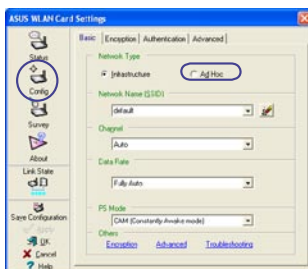 ASUS WLAN Card Settings
Status
Config
Survey
About
Link State
Save Configuration
Apply
OK
Cancel
Help
Basic Encryption Authentication Advanced
Network Type
Infrastructure
Ad Hoc
Network Name (SSID)
default
Channel
Auto
Data Rate
Fully Auto
PS Mode
CAM (Constantly Awake mode)
Others
Encryption Advanced Troubleshooting